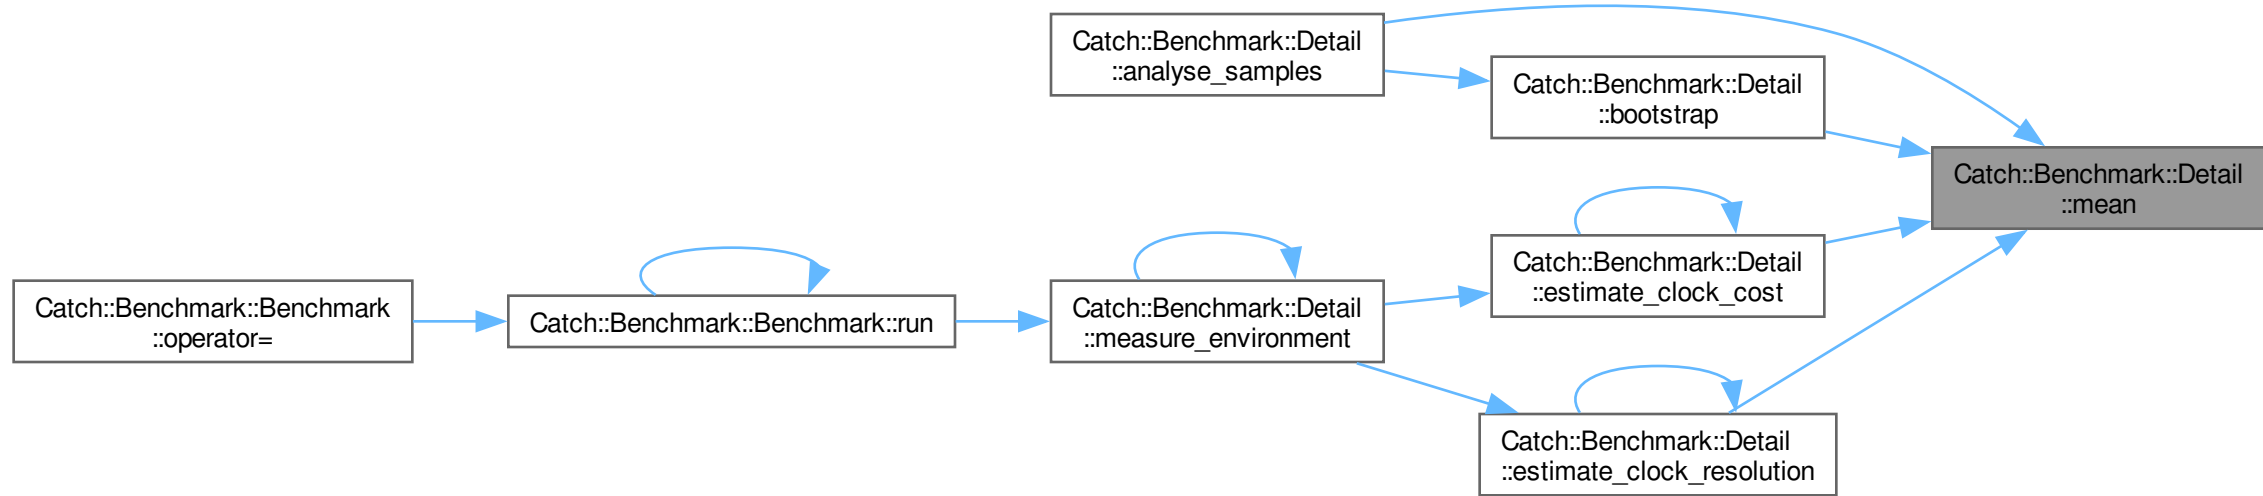 Catch::Benchmark::Detail
::analyse_samples
Catch::Benchmark::Detail
::bootstrap
Catch::Benchmark::Detail
::mean
Catch::Benchmark::Detail
::estimate_clock_cost
Catch::Benchmark::Benchmark
::operator=
Catch::Benchmark::Benchmark::run
Catch::Benchmark::Detail
::measure_environment
Catch::Benchmark::Detail
::estimate_clock_resolution